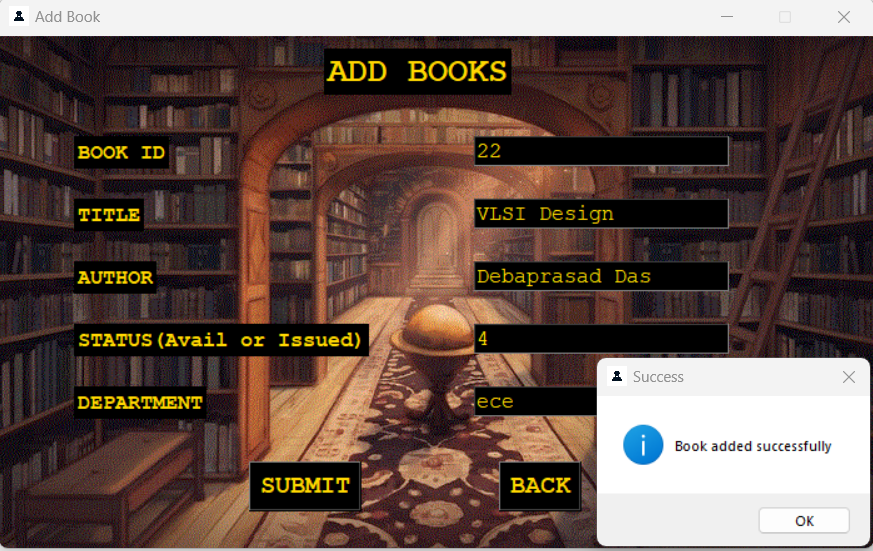 Add Book
ADD BOOKS
BOOK ID
22
TITLE
VLSI Design
AUTHOR
Debaprasad Das
STATUS(Avail or Issued)
4
DEPARTMENT
ece
SUBMIT
BACK
Success
Book added successfully
OK